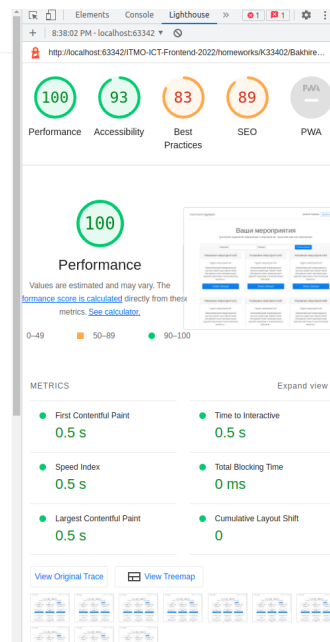 Elements Console Lighthouse » 1 1
+ 8:38:02 PM - localhost:63342
http://localhost:63342/ITMO-ICT-Frontend-2022/homeworks/K33402/Bakhire...
100 93 83 89 PWA
Performance Accessibility Best Practices SEO PWA
100
Ваши мероприятия
Performance
Values are estimated and may vary. The
formance score is calculated directly from these
metrics. See calculator.
0–49 50–89 90–100
METRICS Expand view
First Contentful Paint Time to Interactive
0.5 s 0.5 s
Speed Index Total Blocking Time
0.5 s 0 ms
Largest Contentful Paint Cumulative Layout Shift
0.5 s 0
View Original Trace View Treemap